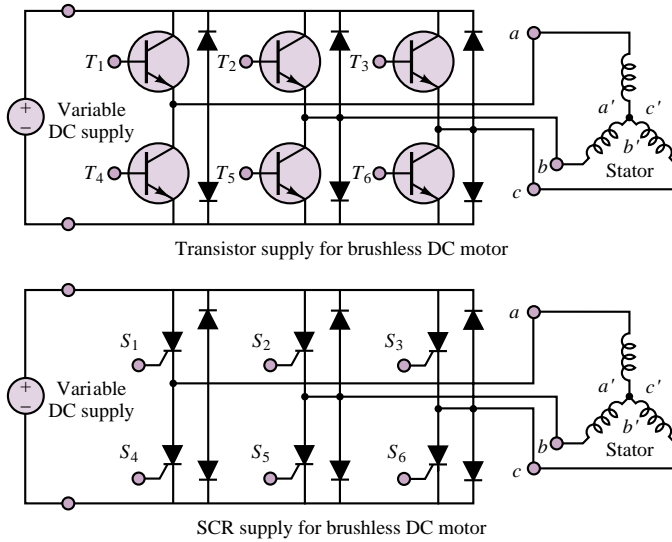 a
T1
T2
T3
+
−
Variable
DC supply
a'
c'
b'
T4
T5
T6
b
Stator
c
Transistor supply for brushless DC motor
a
S1
S2
S3
+
−
Variable
DC supply
a'
c'
b'
S4
S5
S6
b
Stator
c
SCR supply for brushless DC motor